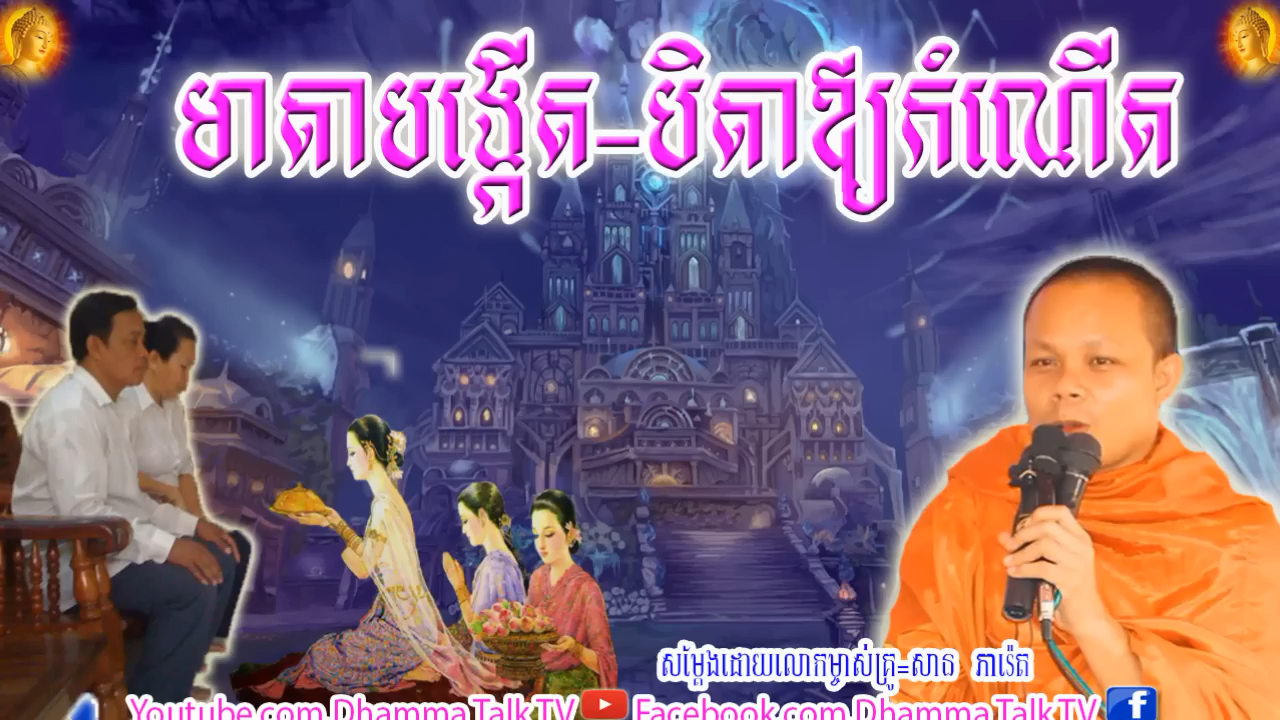 មាតាបង្កើត-បិតាឱ្យកំណើត
សម្តែងដោយលោកម្ចាស់គ្រូ=សាន ភារ៉េត
Youtube.com Dhamma Talk TV Facebook.com Dhamma Talk TV